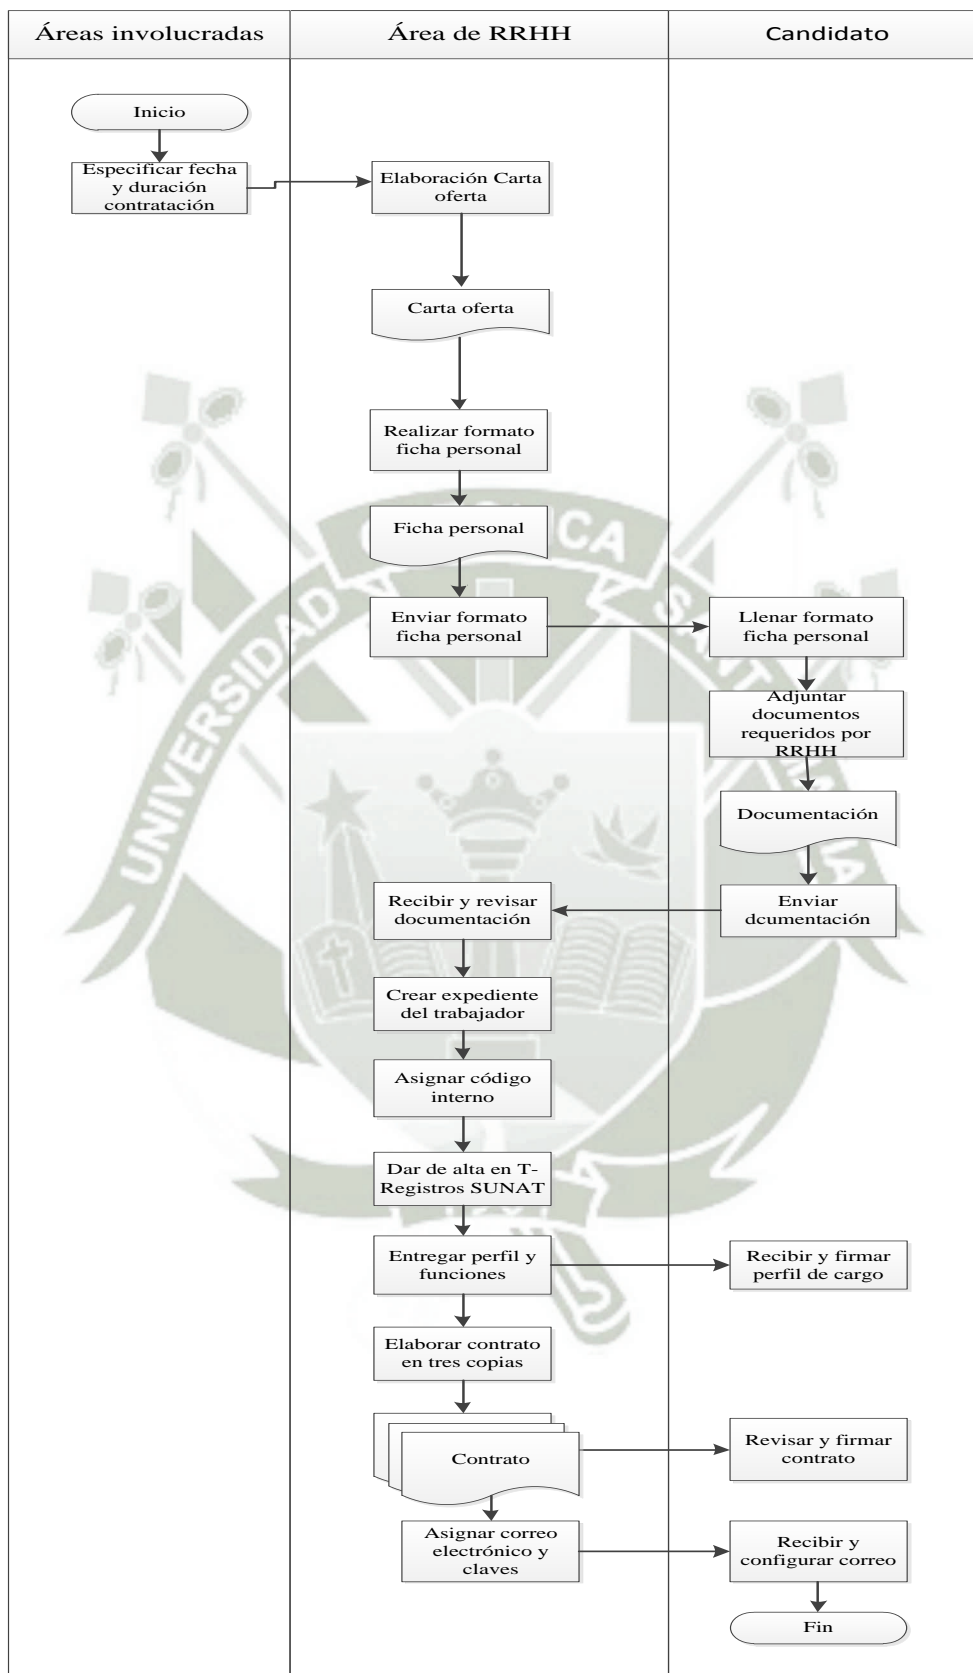 Áreas involucradas
Área de RRHH
Candidato
Inicio
Especificar fecha
y duración
contratación
Elaboración Carta
oferta
Carta oferta
Realizar formato
ficha personal
Ficha personal
Enviar formato
ficha personal
Llenar formato
ficha personal
Adjuntar
documentos
requeridos por
RRHH
Documentación
Enviar
dcumentación
Recibir y revisar
documentación
Crear expediente
del trabajador
Asignar código
interno
Dar de alta en T-
Registros SUNAT
Entregar perfil y
funciones
Recibir y firmar
perfil de cargo
Elaborar contrato
en tres copias
Contrato
Revisar y firmar
contrato
Asignar correo
electrónico y
claves
Recibir y
configurar correo
Fin
UNIVERSIDAD